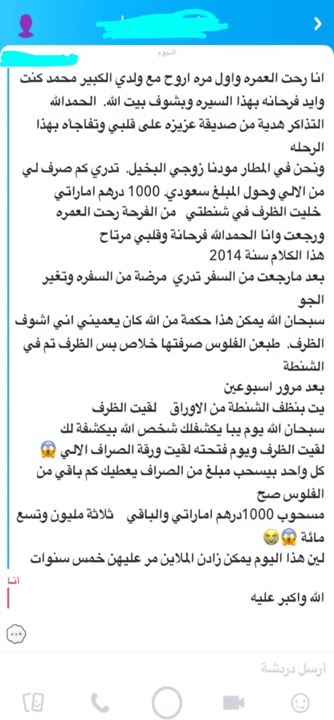 اليوم
انا رحت العمره واول مره اروح مع ولدي الكبير محمد كنت
وايد فرحانه بهذا السيره وبشوف بيت الله. الحمدالله
التذاكر هدية من صديقة عزيزه على قلبي وتفاجأه بهذا
الرحله
ونحن في المطار مودنا زوجي البخيل. تدري كم صرف لي
من الالي وحول المبلغ سعودي. 1000 درهم اماراتي
خليت الظرف في شنطتي من الفرحة رحت العمره
ورجعت وانا الحمدالله فرحانة وقلبي مرتاح
هذا الكلام سنة 2014
بعد مارجعت من السفر تدري مرضة من السفره وتغير
الجو
سبحان الله يمكن هذا حكمة من الله كان يعميني اني اشوف
الظرف. طبعن الفلوس صرفتها خلاص بس الظرف تم في
الشنطة
بعد مرور اسبوعين
يت بنظف الشنطة من الاوراق لقيت الظرف
سبحان الله يوم يبا يكشفلك شخص الله بيكشفة لك
لقيت الظرف ويوم فتحته لقيت ورقة الصراف الالي 😱
كل واحد بيسحب مبلغ من الصراف يعطيك كم باقي من
الفلوس صح
مسحوب 1000درهم اماراتي والباقي ثلاثة مليون وتسع
مائة 😱😭
لين هذا اليوم يمكن زادن الملاين مر عليهن خمس سنوات
أنا
الله واكبر عليه
أرسل دردشة